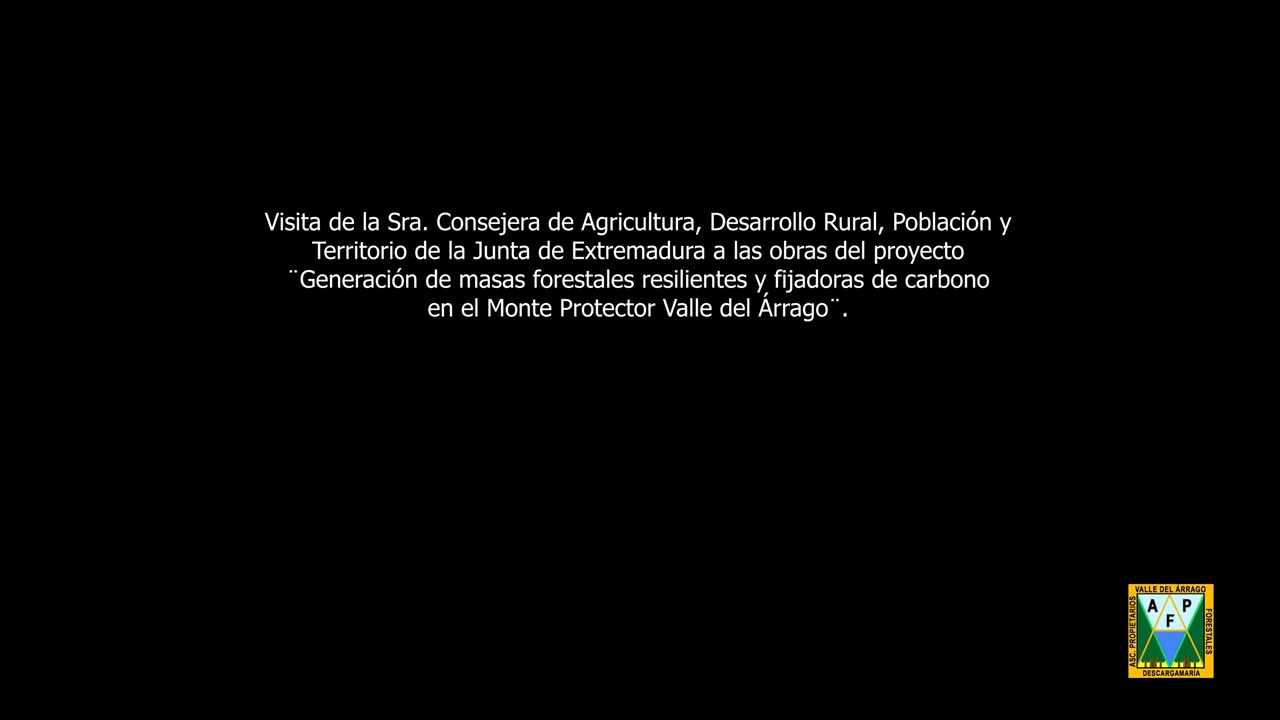 Visita de la Sra. Consejera de Agricultura, Desarrollo Rural, Población y
Territorio de la Junta de Extremadura a las obras del proyecto
¨Generación de masas forestales resilientes y fijadoras de carbono
en el Monte Protector Valle del Árrago¨.
VALLE DEL ÁRRAGO
ASC. PROPIETARIOS
A P
F
FORESTALES
DESCARGAMARÍA